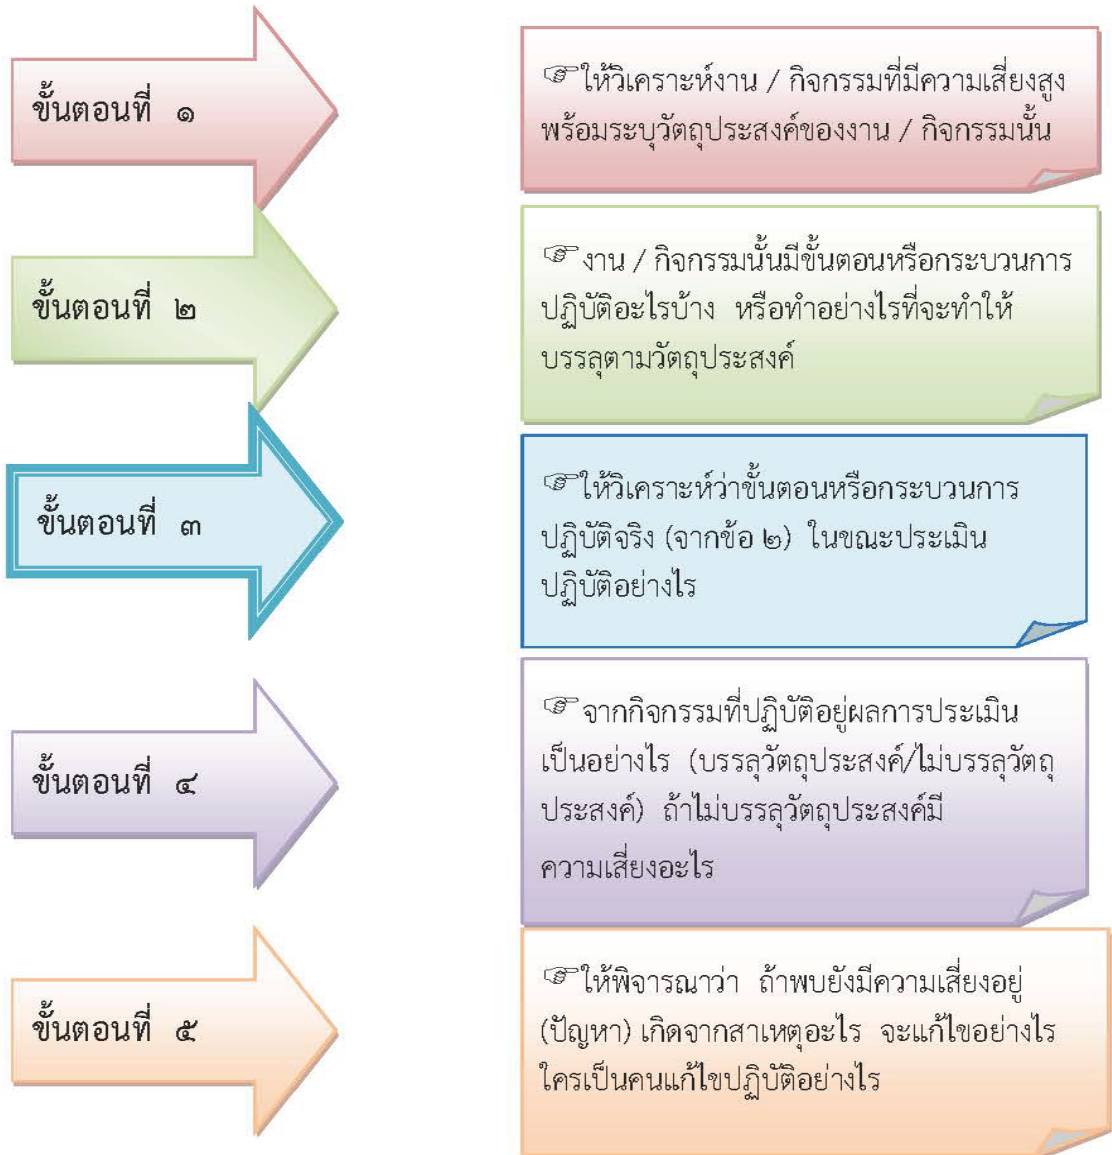 ขั้นตอนที่ ๑
☞ให้วิเคราะห์งาน / กิจกรรมที่มีความเสี่ยงสูง
พร้อมระบุวัตถุประสงค์ของงาน / กิจกรรมนั้น
ขั้นตอนที่ ๒
☞งาน / กิจกรรมนั้นมีขั้นตอนหรือกระบวนการ
ปฏิบัติอะไรบ้าง หรือทำอย่างไรที่จะทำให้
บรรลุตามวัตถุประสงค์
ขั้นตอนที่ ๓
☞ให้วิเคราะห์ว่าขั้นตอนหรือกระบวนการ
ปฏิบัติจริง (จากข้อ ๒) ในขณะประเมิน
ปฏิบัติอย่างไร
ขั้นตอนที่ ๔
☞จากกิจกรรมที่ปฏิบัติอยู่ผลการประเมิน
เป็นอย่างไร (บรรลุวัตถุประสงค์/ไม่บรรลุวัตถุ
ประสงค์) ถ้าไม่บรรลุวัตถุประสงค์มี
ความเสี่ยงอะไร
ขั้นตอนที่ ๕
☞ให้พิจารณาว่า ถ้าพบยังมีความเสี่ยงอยู่
(ปัญหา) เกิดจากสาเหตุอะไร จะแก้ไขอย่างไร
ใครเป็นคนแก้ไขปฏิบัติอย่างไร